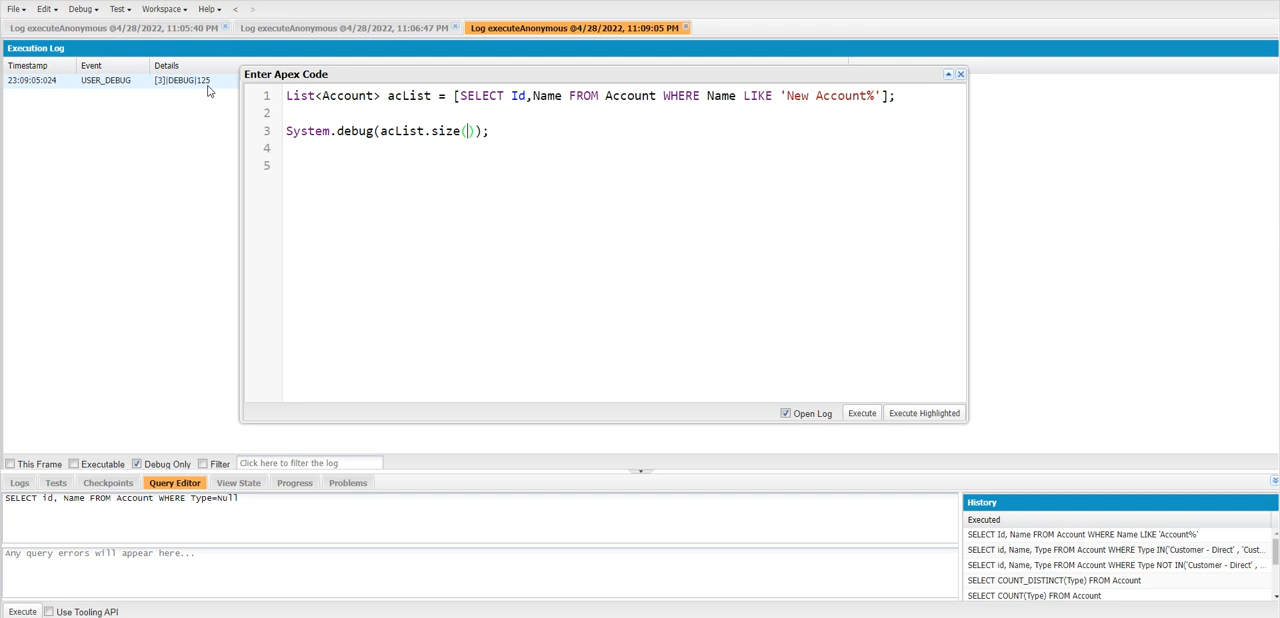 File Edit Debug Test Workspace Help < >
Log executeAnonymous @4/28/2022, 11:05:40 PM Log executeAnonymous @4/28/2022, 11:06:47 PM Log executeAnonymous @4/28/2022, 11:09:05 PM
Execution Log
Timestamp Event Details
23:09:05:024 USER_DEBUG [3]|DEBUG|125
Enter Apex Code
1 List<Account> acList = [SELECT Id,Name FROM Account WHERE Name LIKE 'New Account%'];
2
3 System.debug(acList.size());
4
5
Open Log Execute Execute Highlighted
This Frame Executable Debug Only Filter Click here to filter the log
Logs Tests Checkpoints Query Editor View State Progress Problems
SELECT id, Name FROM Account WHERE Type=Null
Any query errors will appear here...
History
Executed
SELECT Id, Name FROM Account WHERE Name LIKE 'Account%'
SELECT id, Name, Type FROM Account WHERE Type IN('Customer - Direct' , 'Cust...
SELECT id, Name, Type FROM Account WHERE Type NOT IN('Customer - Direct' , ...
SELECT COUNT_DISTINCT(Type) FROM Account
SELECT COUNT(Type) FROM Account
Execute Use Tooling API